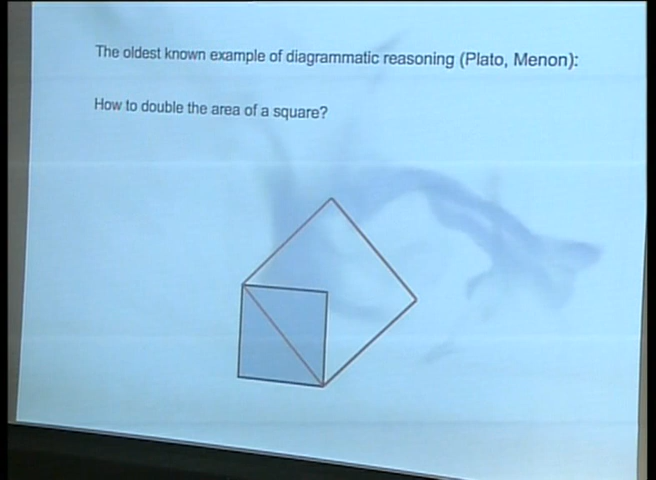 The oldest known example of diagrammatic reasoning (Plato, Menon):
How to double the area of a square?